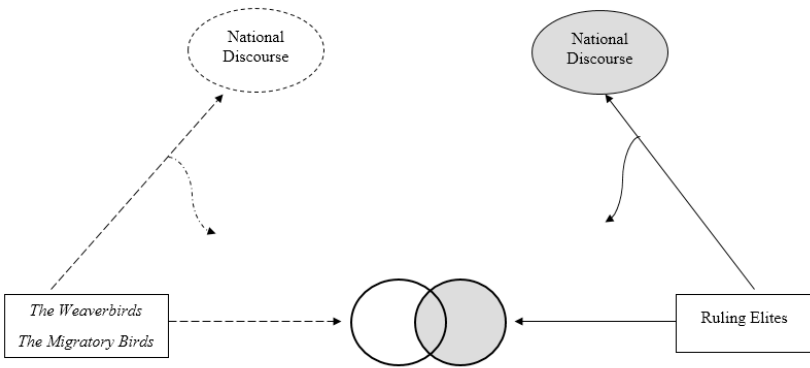 National
Discourse
National
Discourse
The Weaverbirds
The Migratory Birds
Ruling Elites